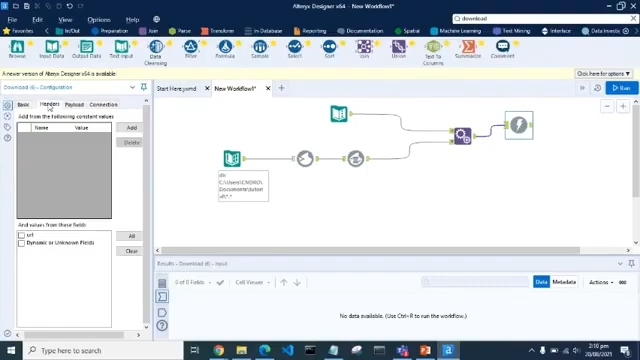 Alteryx Designer x64 - New Workflow1*
File Edit View Options Help
download
Favorites In/Out Preparation Join Parse Transform In-Database Reporting Documentation Spatial Machine Learning Text Mining Interface Data Investi
Browse Input Data Output Data Text Input Data Cleansing Filter Formula Sample Select Sort Join Union Text To Columns Summarize Comment
A newer version of Alteryx Designer x64 is available.
Click here for options
Download (6) - Configuration
Start Here.yxmd New Workflow1* Run
Basic Headers Payload Connection
Add from the following constant values
Name Value Add
Delete
dir
C:\Users\
Documents\
And values from these fields
url All
Dynamic or Unknown Fields
Clear
Results - Download (6) - Input
0 of 0 Fields Cell Viewer Data Metadata Actions
No data available. (Use Ctrl+R to run the workflow.)
Type here to search
2:10 pm
20/08/2021